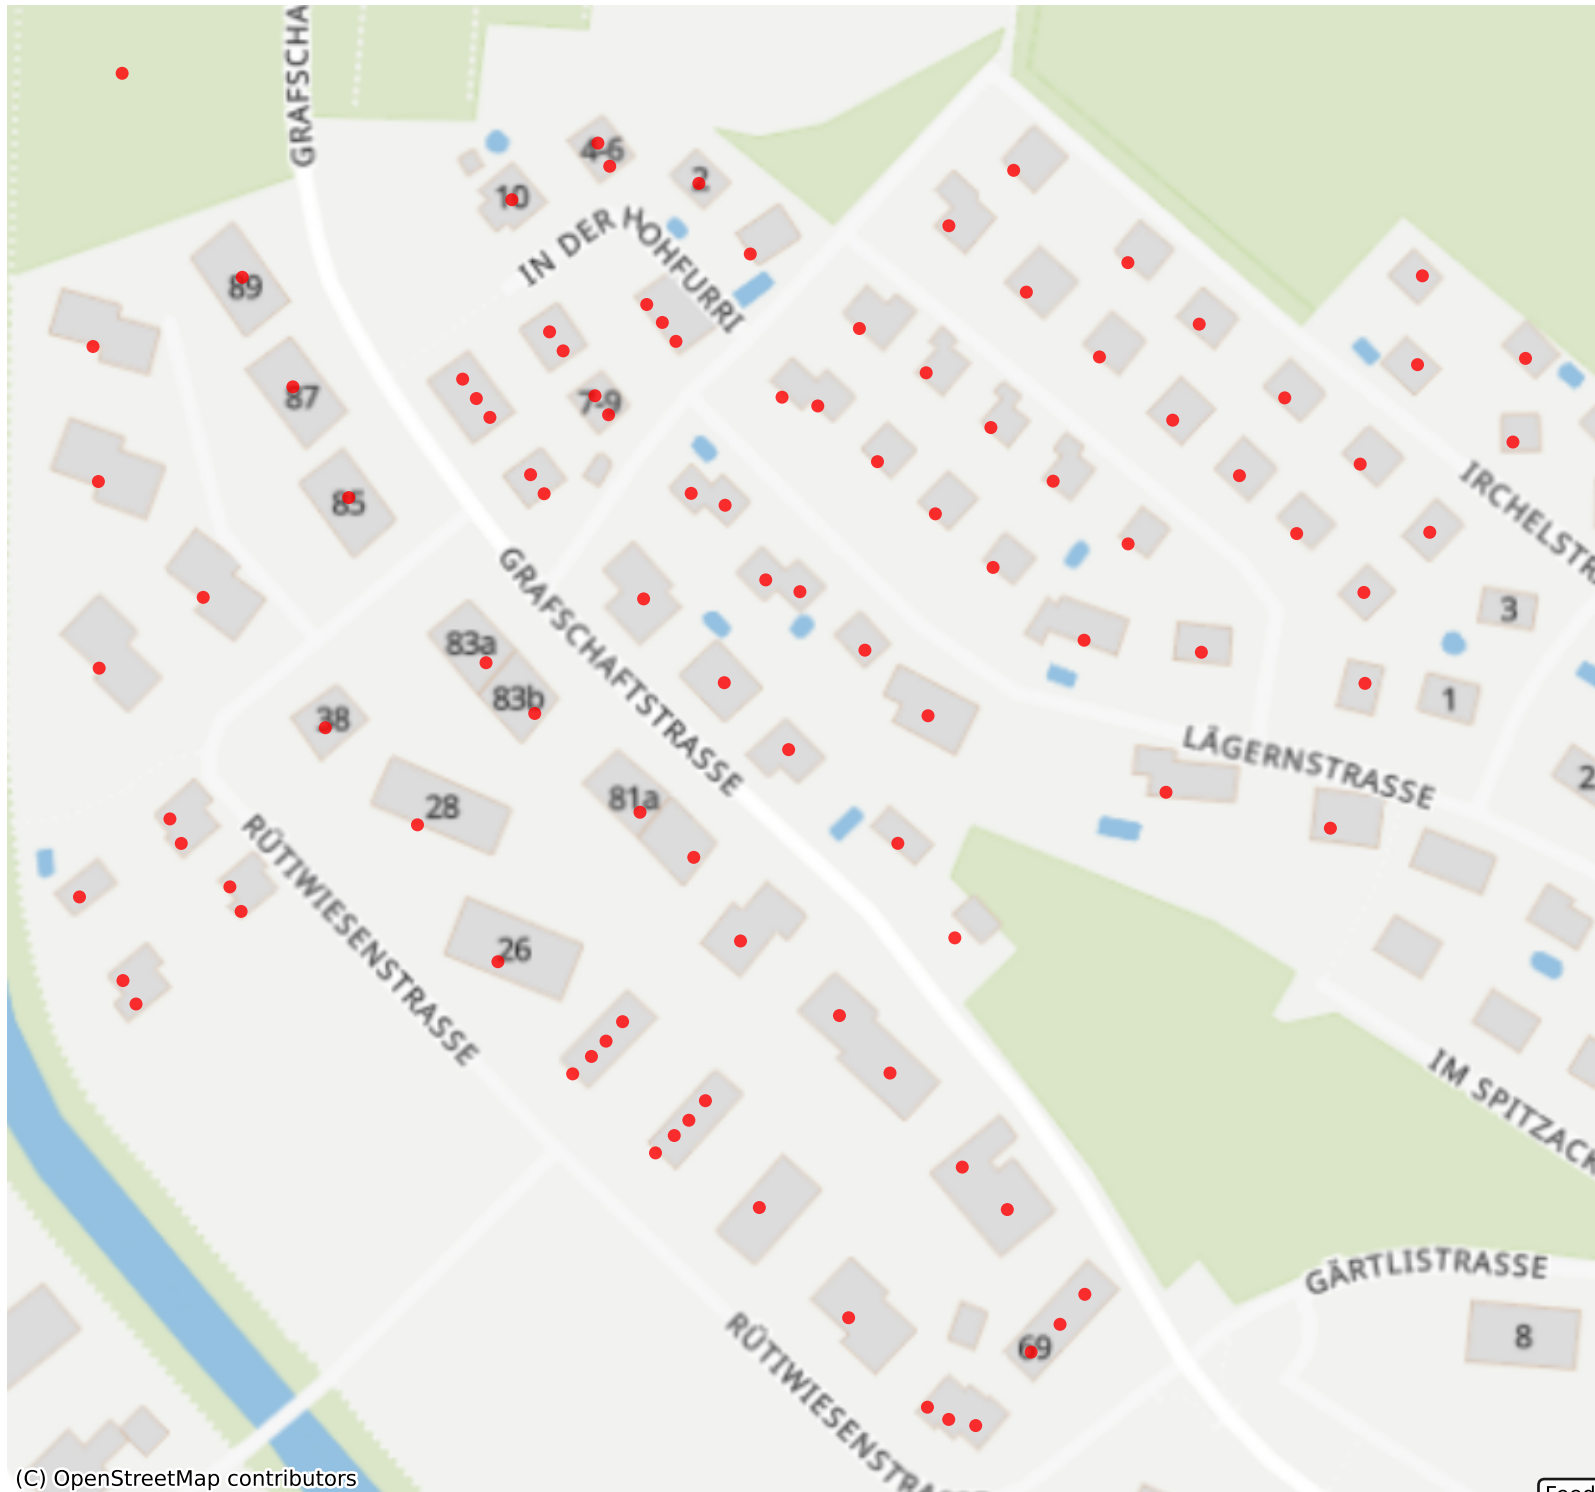 GRAFSCHA
4-6
2
10
IN DER HOHFURRI
89
87
7-9
85
IRCHELSTR
GRAFSCHAFTSTRASSE
3
83a
83b
1
38
LÄGERNSTRASSE
2
28
81a
RÜTIWIESENSTRASSE
26
IM SPITZACK
GÄRTLISTRASSE
8
69
RÜTIWIESENSTRAS
(C) OpenStreetMap contributors